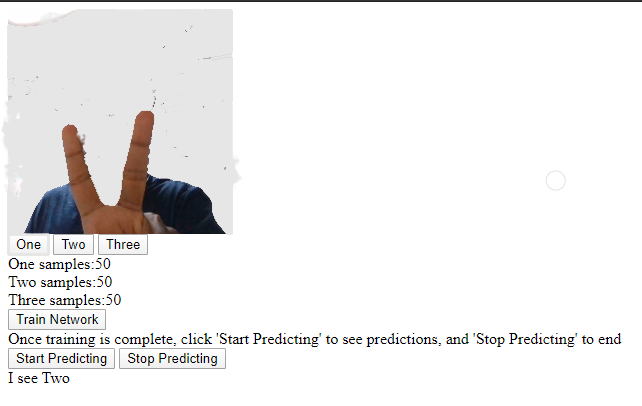 One Two Three
One samples:50
Two samples:50
Three samples:50
Train Network
Once training is complete, click 'Start Predicting' to see predictions, and 'Stop Predicting' to end
Start Predicting Stop Predicting
I see Two